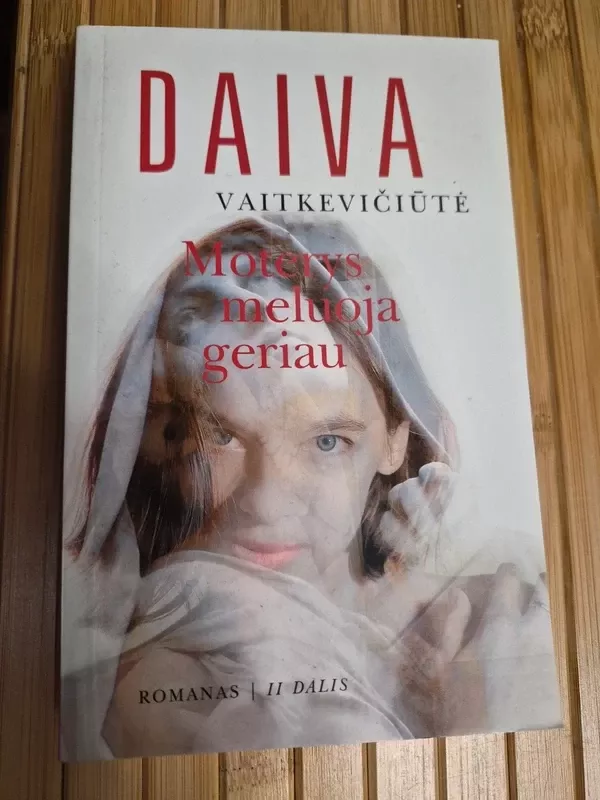 DAIVA
VAITKEVIČIŪTĖ
Moterys
meluoja
geriau
ROMANAS | II DALIS